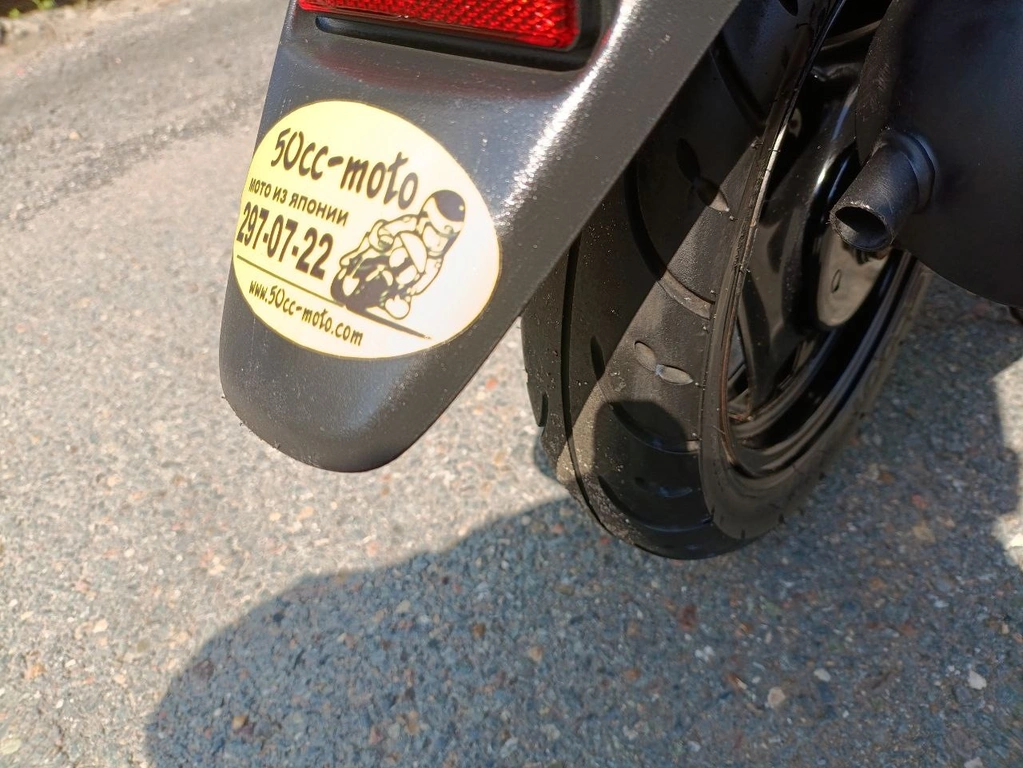 50cc-moto
МОТО ИЗ ЯПОНИИ
297-07-22
www.50cc-moto.com